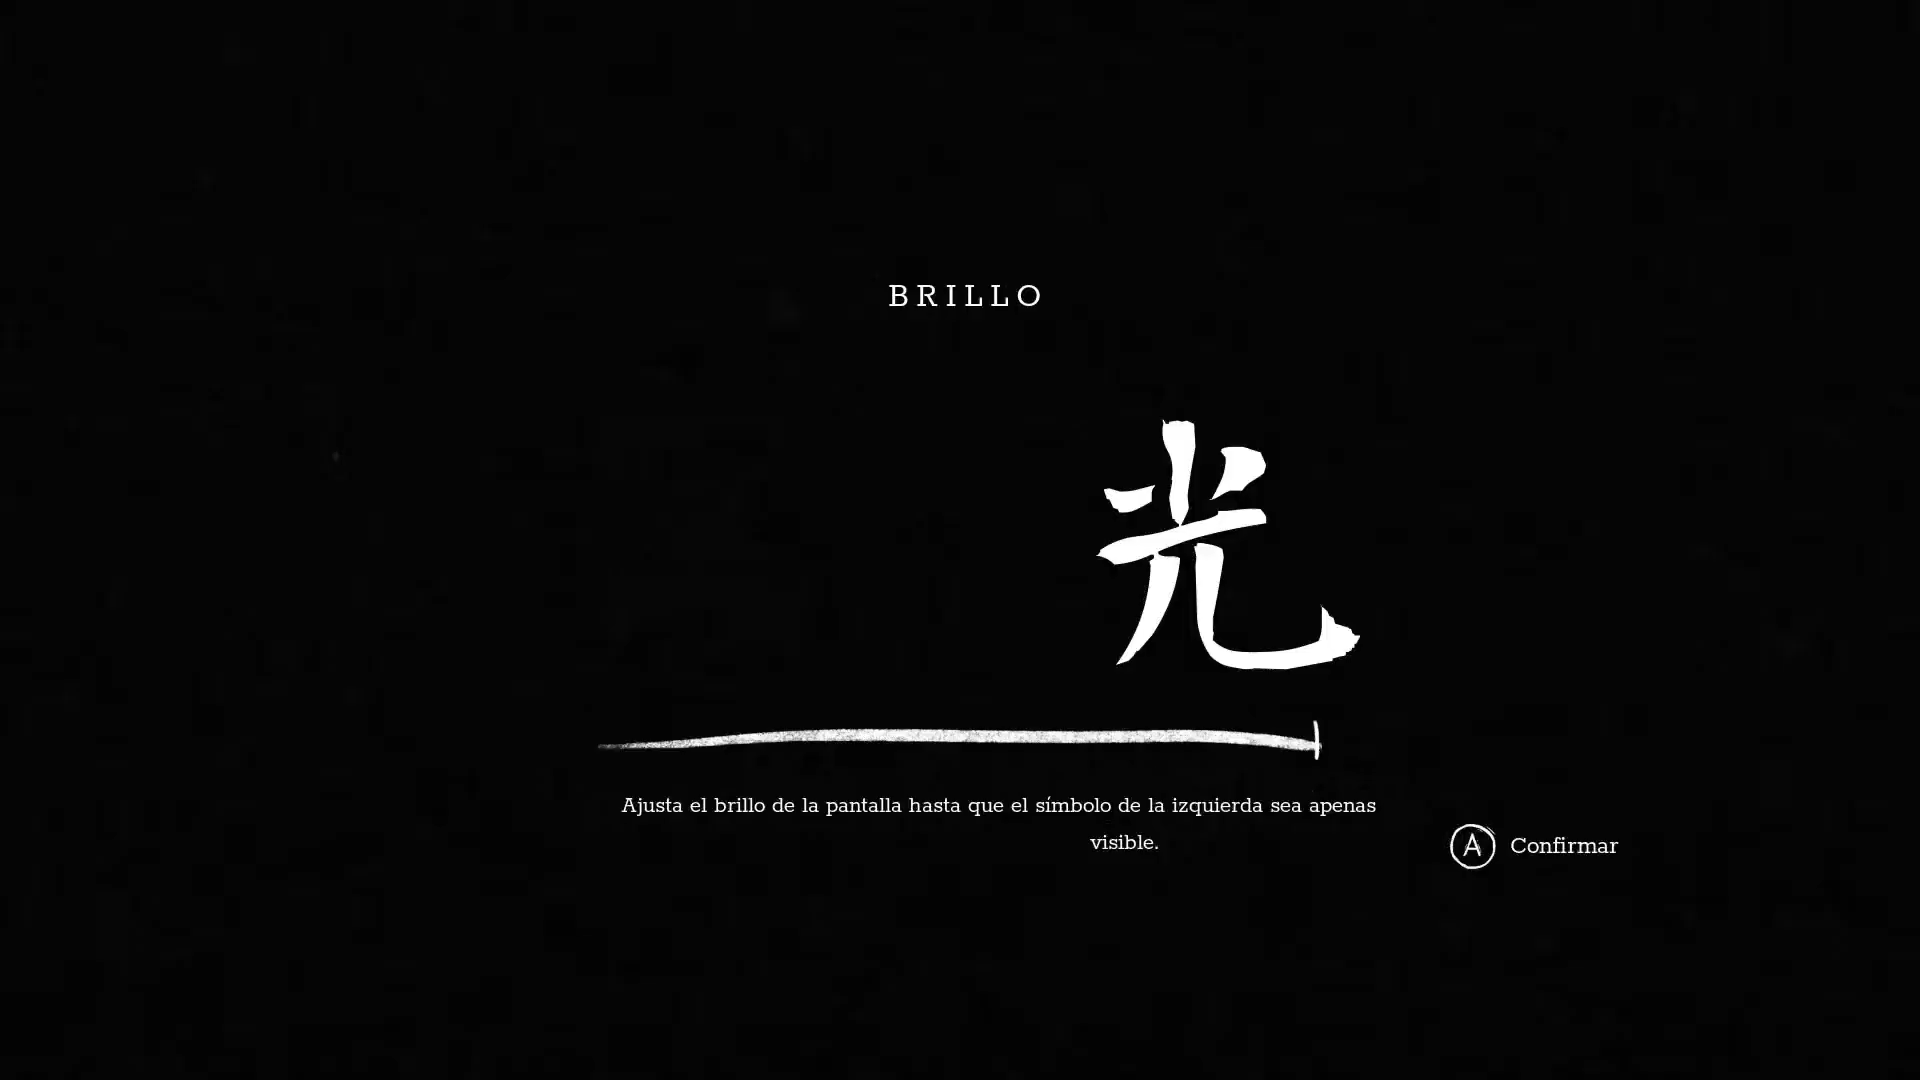 BRILLO
光
Ajusta el brillo de la pantalla hasta que el símbolo de la izquierda sea apenas
visible.
A Confirmar